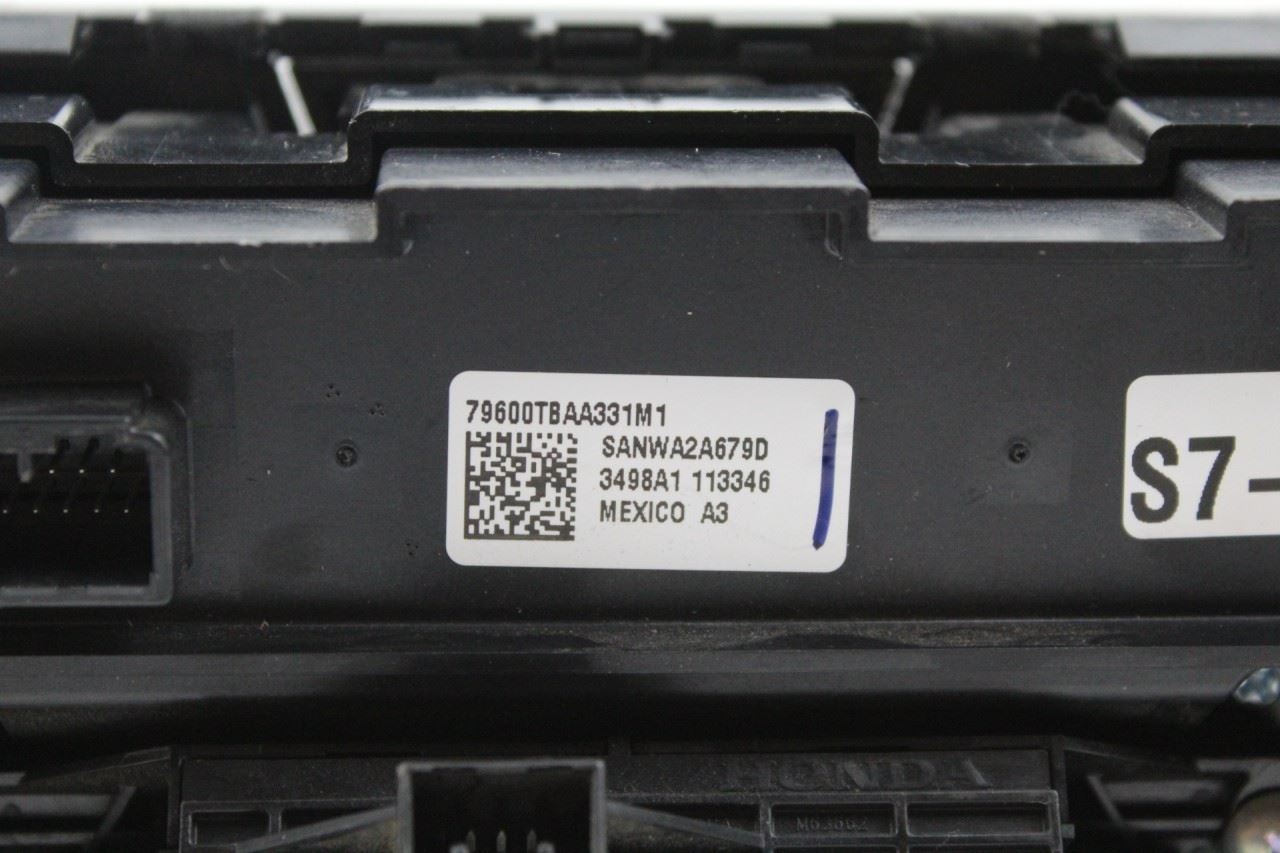 79600TBAA331M1
SANWA2A679D
3498A1 113346
MEXICO A3
S7-
HONDA